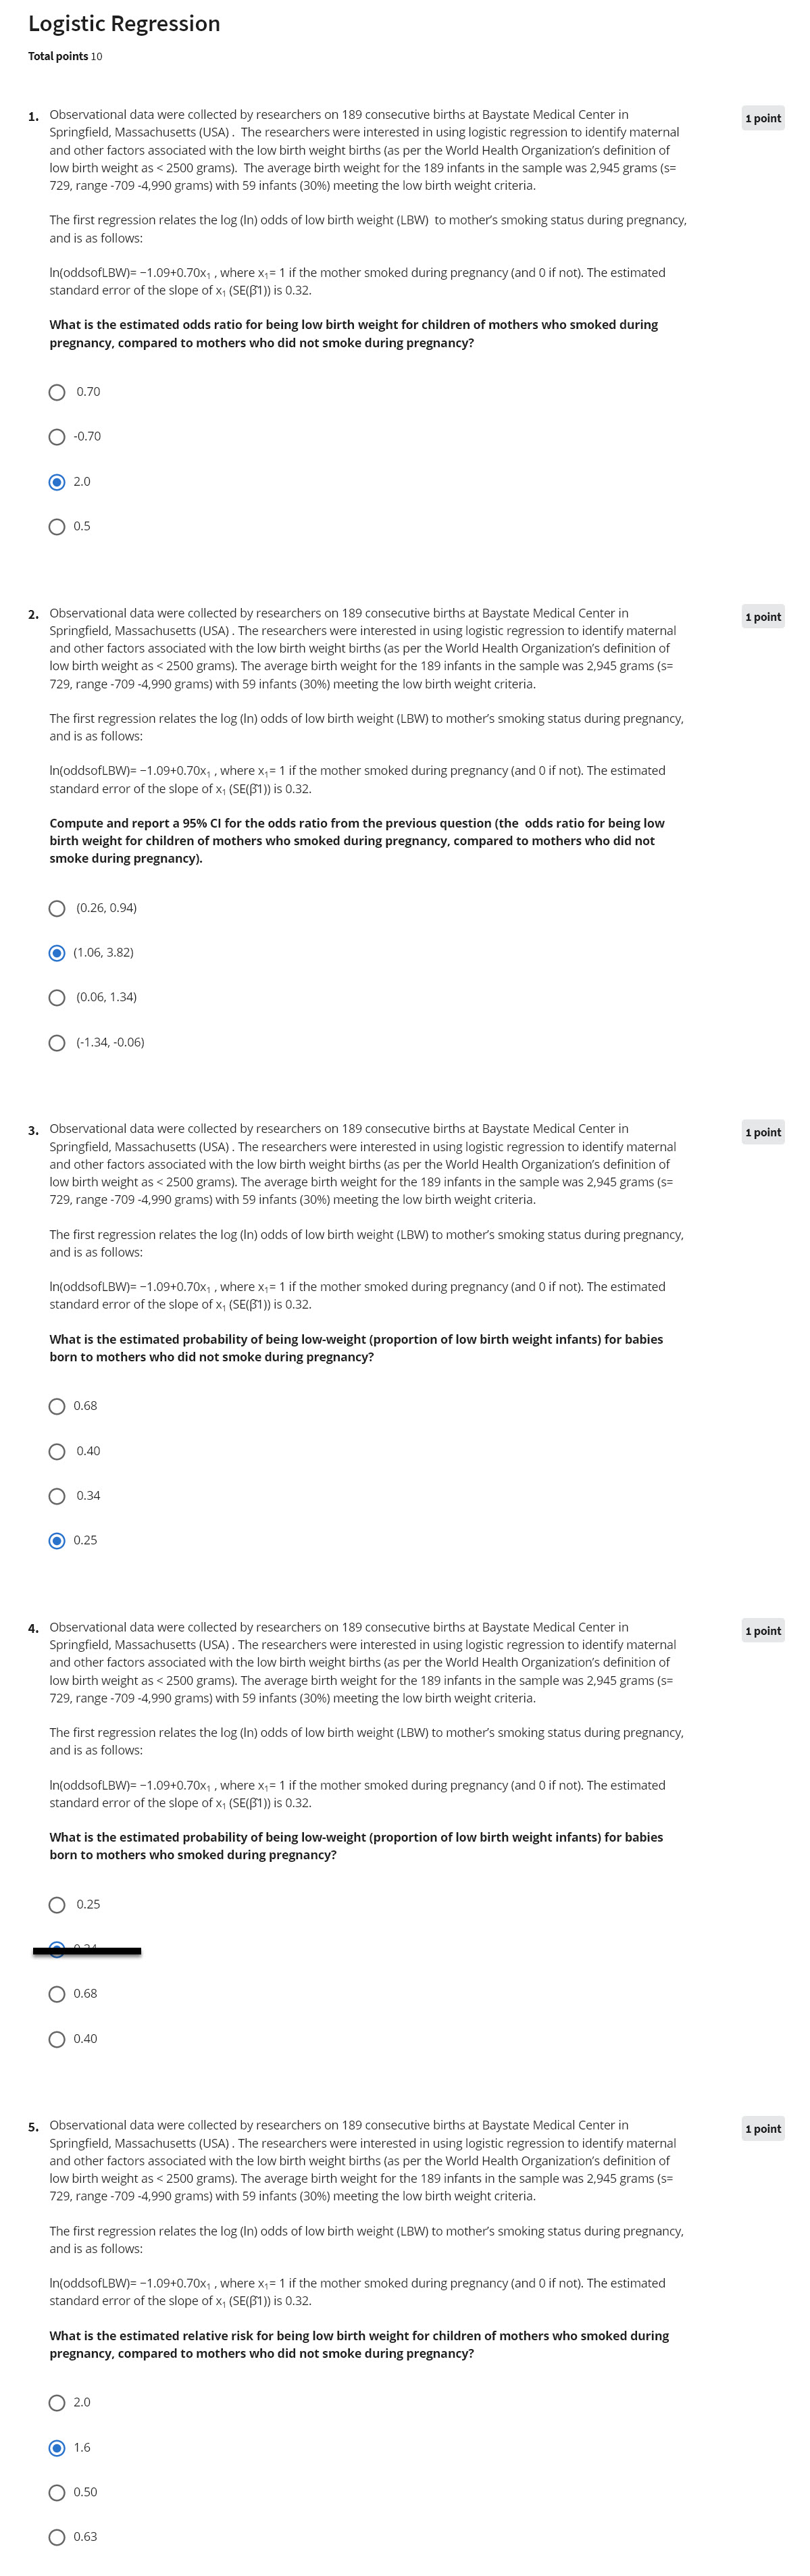 Logistic Regression
Total points 10
1. Observational data were collected by researchers on 189 consecutive births at Baystate Medical Center in
1 point
Springfield, Massachusetts (USA) .  The researchers were interested in using logistic regression to identify maternal
and other factors associated with the low birth weight births (as per the World Health Organization's definition of
low birth weight as < 2500 grams).  The average birth weight for the 189 infants in the sample was 2,945 grams (s=
729, range -709 -4,990 grams) with 59 infants (30%) meeting the low birth weight criteria.
The first regression relates the log (ln) odds of low birth weight (LBW)  to mother's smoking status during pregnancy,
and is as follows:
ln(oddsofLBW)= −1.09+0.70x₁ , where x₁= 1 if the mother smoked during pregnancy (and 0 if not). The estimated
standard error of the slope of x₁ (SE(β̂1)) is 0.32.
What is the estimated odds ratio for being low birth weight for children of mothers who smoked during
pregnancy, compared to mothers who did not smoke during pregnancy?
0.70
-0.70
2.0
0.5
2. Observational data were collected by researchers on 189 consecutive births at Baystate Medical Center in
1 point
Springfield, Massachusetts (USA) . The researchers were interested in using logistic regression to identify maternal
and other factors associated with the low birth weight births (as per the World Health Organization's definition of
low birth weight as < 2500 grams). The average birth weight for the 189 infants in the sample was 2,945 grams (s=
729, range -709 -4,990 grams) with 59 infants (30%) meeting the low birth weight criteria.
The first regression relates the log (ln) odds of low birth weight (LBW) to mother's smoking status during pregnancy,
and is as follows:
ln(oddsofLBW)= −1.09+0.70x₁ , where x₁= 1 if the mother smoked during pregnancy (and 0 if not). The estimated
standard error of the slope of x₁ (SE(β̂1)) is 0.32.
Compute and report a 95% CI for the odds ratio from the previous question (the  odds ratio for being low
birth weight for children of mothers who smoked during pregnancy, compared to mothers who did not
smoke during pregnancy).
(0.26, 0.94)
(1.06, 3.82)
(0.06, 1.34)
(-1.34, -0.06)
3. Observational data were collected by researchers on 189 consecutive births at Baystate Medical Center in
1 point
Springfield, Massachusetts (USA) . The researchers were interested in using logistic regression to identify maternal
and other factors associated with the low birth weight births (as per the World Health Organization's definition of
low birth weight as < 2500 grams). The average birth weight for the 189 infants in the sample was 2,945 grams (s=
729, range -709 -4,990 grams) with 59 infants (30%) meeting the low birth weight criteria.
The first regression relates the log (ln) odds of low birth weight (LBW) to mother's smoking status during pregnancy,
and is as follows:
ln(oddsofLBW)= −1.09+0.70x₁ , where x₁= 1 if the mother smoked during pregnancy (and 0 if not). The estimated
standard error of the slope of x₁ (SE(β̂1)) is 0.32.
What is the estimated probability of being low-weight (proportion of low birth weight infants) for babies
born to mothers who did not smoke during pregnancy?
0.68
0.40
0.34
0.25
4. Observational data were collected by researchers on 189 consecutive births at Baystate Medical Center in
1 point
Springfield, Massachusetts (USA) . The researchers were interested in using logistic regression to identify maternal
and other factors associated with the low birth weight births (as per the World Health Organization's definition of
low birth weight as < 2500 grams). The average birth weight for the 189 infants in the sample was 2,945 grams (s=
729, range -709 -4,990 grams) with 59 infants (30%) meeting the low birth weight criteria.
The first regression relates the log (ln) odds of low birth weight (LBW) to mother's smoking status during pregnancy,
and is as follows:
ln(oddsofLBW)= −1.09+0.70x₁ , where x₁= 1 if the mother smoked during pregnancy (and 0 if not). The estimated
standard error of the slope of x₁ (SE(β̂1)) is 0.32.
What is the estimated probability of being low-weight (proportion of low birth weight infants) for babies
born to mothers who smoked during pregnancy?
0.25
0.68
0.40
5. Observational data were collected by researchers on 189 consecutive births at Baystate Medical Center in
1 point
Springfield, Massachusetts (USA) . The researchers were interested in using logistic regression to identify maternal
and other factors associated with the low birth weight births (as per the World Health Organization's definition of
low birth weight as < 2500 grams). The average birth weight for the 189 infants in the sample was 2,945 grams (s=
729, range -709 -4,990 grams) with 59 infants (30%) meeting the low birth weight criteria.
The first regression relates the log (ln) odds of low birth weight (LBW) to mother's smoking status during pregnancy,
and is as follows:
ln(oddsofLBW)= −1.09+0.70x₁ , where x₁= 1 if the mother smoked during pregnancy (and 0 if not). The estimated
standard error of the slope of x₁ (SE(β̂1)) is 0.32.
What is the estimated relative risk for being low birth weight for children of mothers who smoked during
pregnancy, compared to mothers who did not smoke during pregnancy?
2.0
1.6
0.50
0.63